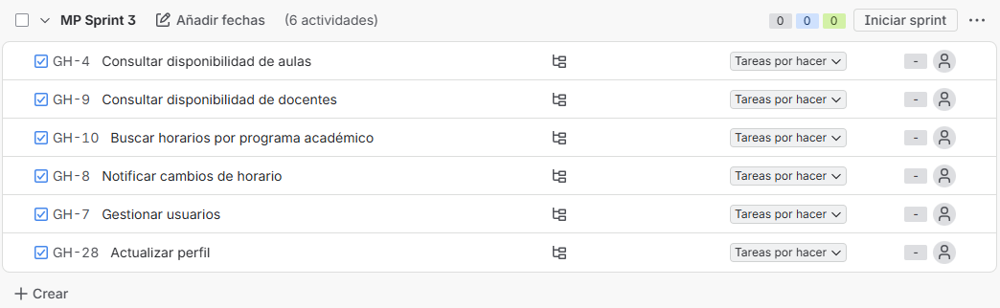 MP Sprint 3 Añadir fechas (6 actividades) 0 0 0 Iniciar sprint
GH-4 Consultar disponibilidad de aulas Tareas por hacer -
GH-9 Consultar disponibilidad de docentes Tareas por hacer -
GH-10 Buscar horarios por programa académico Tareas por hacer -
GH-8 Notificar cambios de horario Tareas por hacer -
GH-7 Gestionar usuarios Tareas por hacer -
GH-28 Actualizar perfil Tareas por hacer -
Crear